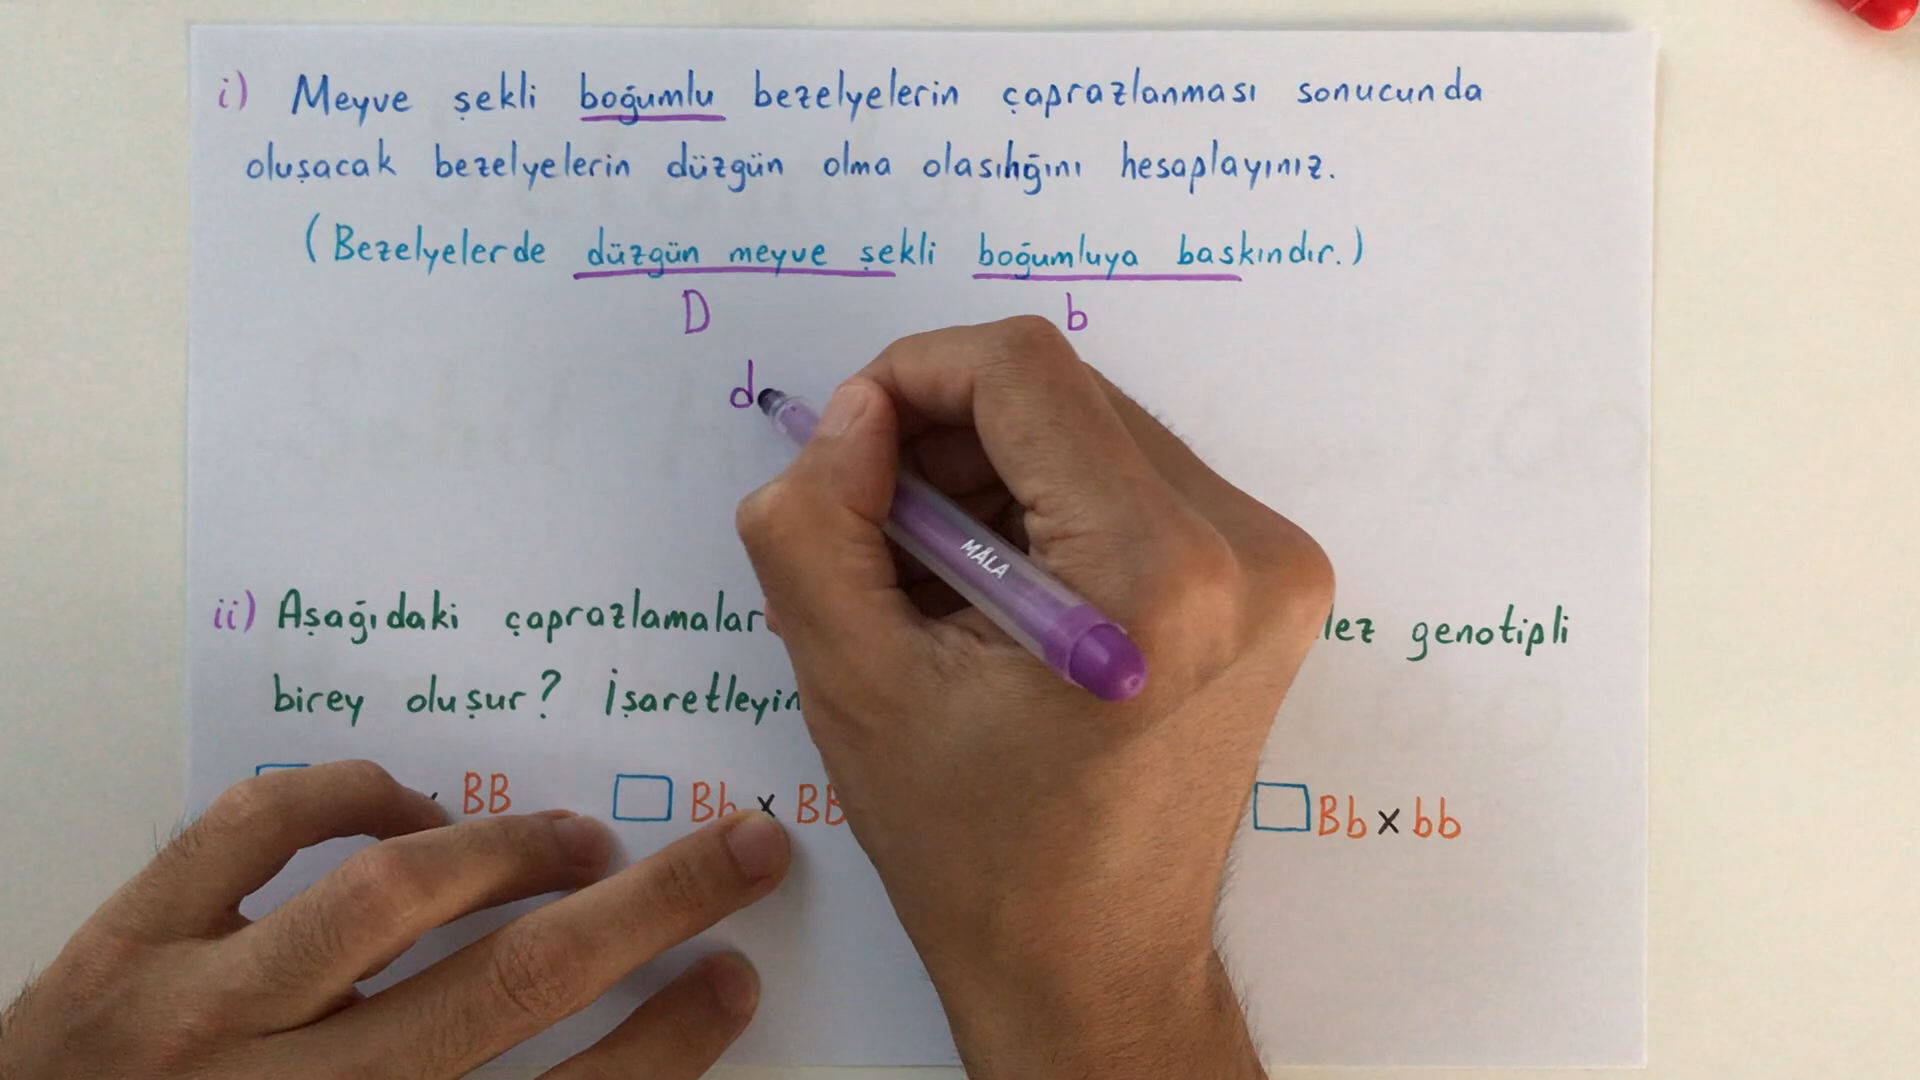 i) Meyve şekli boğumlu bezelyelerin çaprazlanması sonucunda
oluşacak bezelyelerin düzgün olma olasılığını hesaplayınız.
(Bezelyelerde düzgün meyve şekli boğumluya baskındır.)
D b
d
MÅLA
ii) Aşağıdaki çaprazlamalar lez genotipli
birey oluşur? İşaretleyin
BB Bb x BB Bb x bb